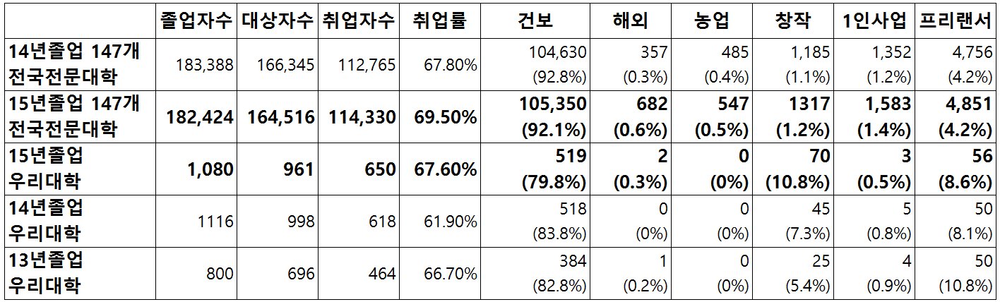 졸업자수 대상자수 취업자수 취업률 건보 해외 농업 창작 1인사업 프리랜서
14년졸업 147개 전국전문대학 183,388 166,345 112,765 67.80% 104,630 (92.8%) 357 (0.3%) 485 (0.4%) 1,185 (1.1%) 1,352 (1.2%) 4,756 (4.2%)
15년졸업 147개 전국전문대학 182,424 164,516 114,330 69.50% 105,350 (92.1%) 682 (0.6%) 547 (0.5%) 1317 (1.2%) 1,583 (1.4%) 4,851 (4.2%)
15년졸업 우리대학 1,080 961 650 67.60% 519 (79.8%) 2 (0.3%) 0 (0%) 70 (10.8%) 3 (0.5%) 56 (8.6%)
14년졸업 우리대학 1116 998 618 61.90% 518 (83.8%) 0 (0%) 0 (0%) 45 (7.3%) 5 (0.8%) 50 (8.1%)
13년졸업 우리대학 800 696 464 66.70% 384 (82.8%) 1 (0.2%) 0 (0%) 25 (5.4%) 4 (0.9%) 50 (10.8%)